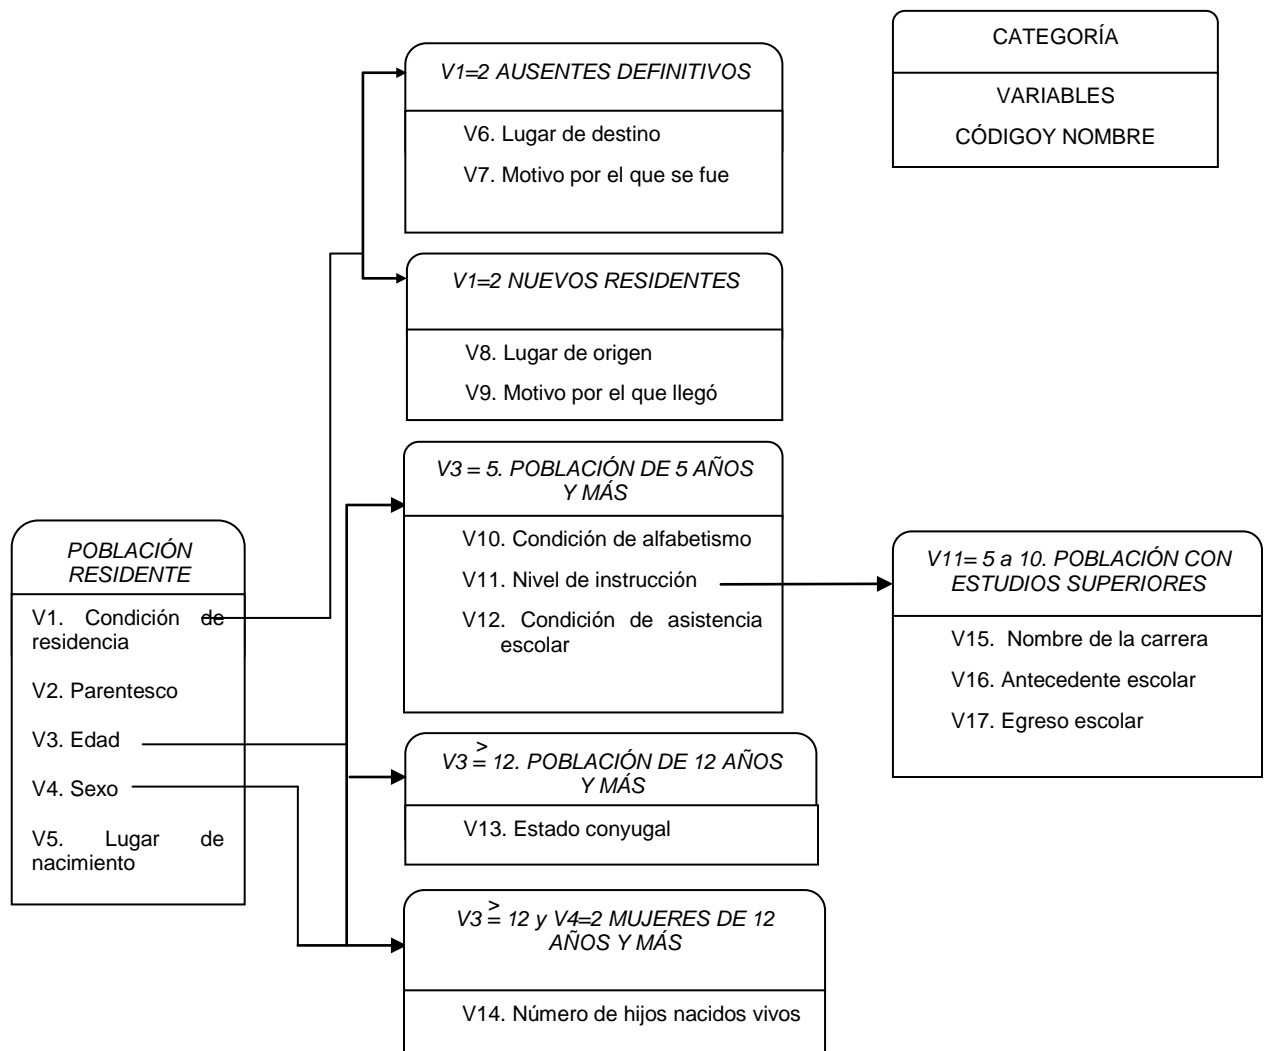 CATEGORÍA
VARIABLES
CÓDIGOY NOMBRE
V1=2 AUSENTES DEFINITIVOS
V6. Lugar de destino
V7. Motivo por el que se fue
V1=2 NUEVOS RESIDENTES
V8. Lugar de origen
V9. Motivo por el que llegó
V3 = 5. POBLACIÓN DE 5 AÑOS
Y MÁS
V10. Condición de alfabetismo
V11. Nivel de instrucción
V12. Condición de asistencia
escolar
POBLACIÓN
RESIDENTE
V1. Condición de
residencia
V2. Parentesco
V3. Edad
V4. Sexo
V5. Lugar de
nacimiento
V11= 5 a 10. POBLACIÓN CON
ESTUDIOS SUPERIORES
V15. Nombre de la carrera
V16. Antecedente escolar
V17. Egreso escolar
>
V3 = 12. POBLACIÓN DE 12 AÑOS
Y MÁS
V13. Estado conyugal
>
V3 = 12 y V4=2 MUJERES DE 12
AÑOS Y MÁS
V14. Número de hijos nacidos vivos